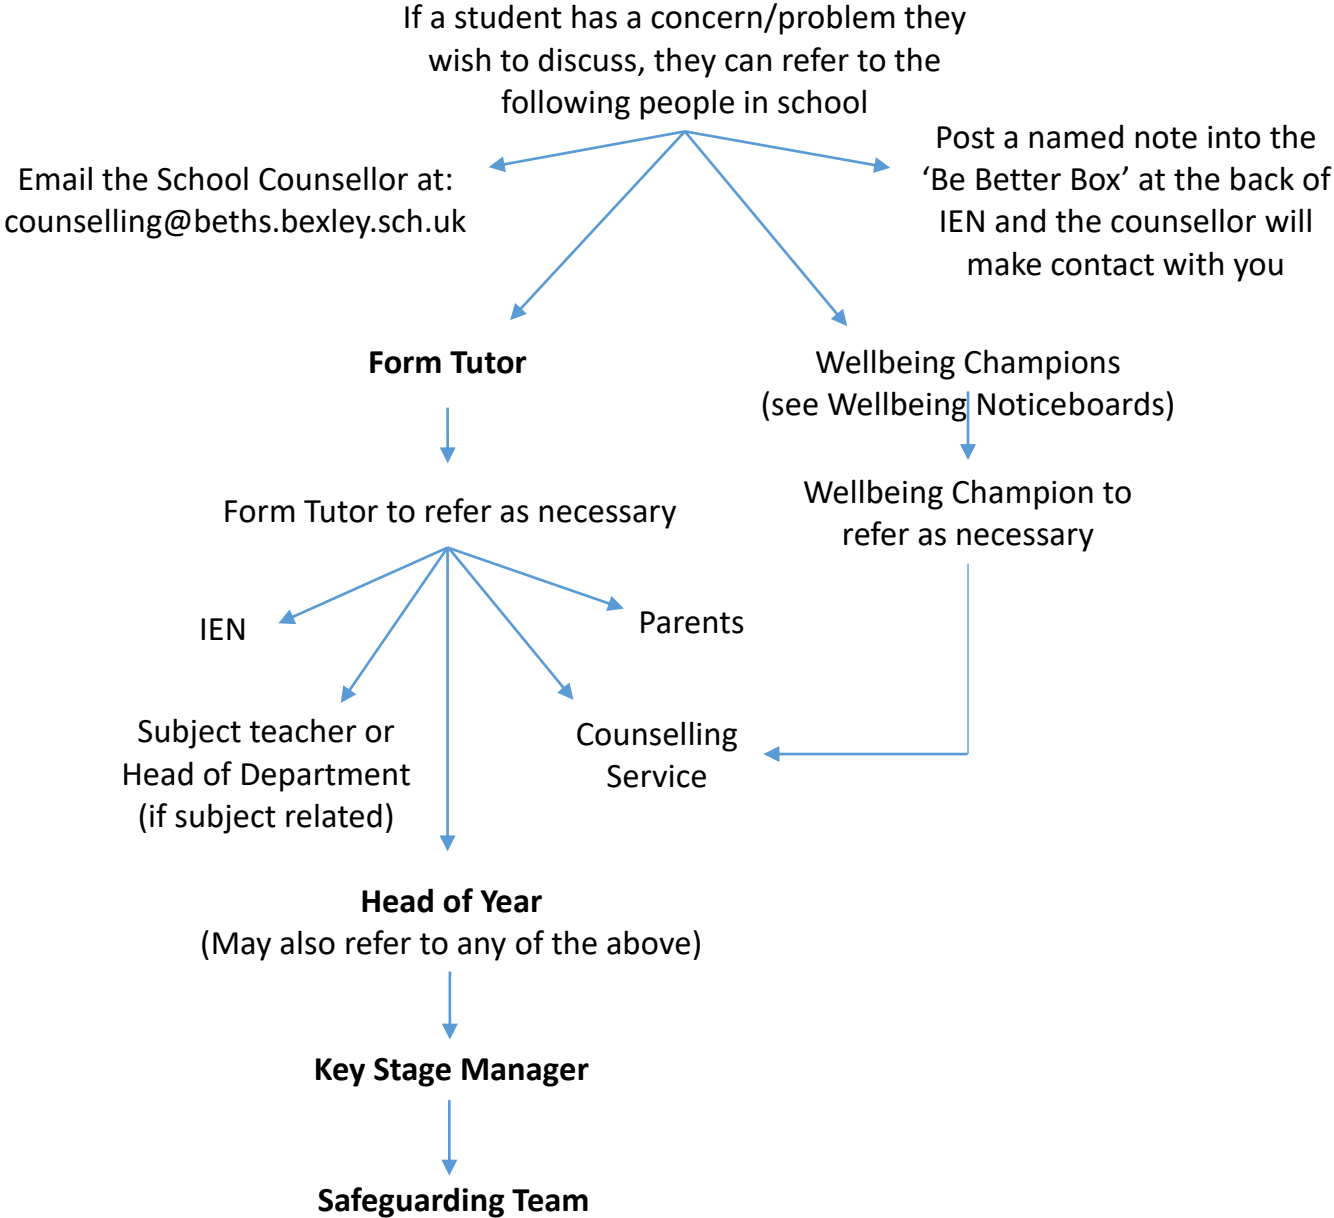 If a student has a concern/problem they
wish to discuss, they can refer to the
following people in school
Email the School Counsellor at:
counselling@beths.bexley.sch.uk
Post a named note into the
‘Be Better Box’ at the back of
IEN and the counsellor will
make contact with you
Form Tutor
Wellbeing Champions
(see Wellbeing Noticeboards)
Form Tutor to refer as necessary
Wellbeing Champion to
refer as necessary
IEN
Parents
Subject teacher or
Head of Department
(if subject related)
Counselling
Service
Head of Year
(May also refer to any of the above)
Key Stage Manager
Safeguarding Team